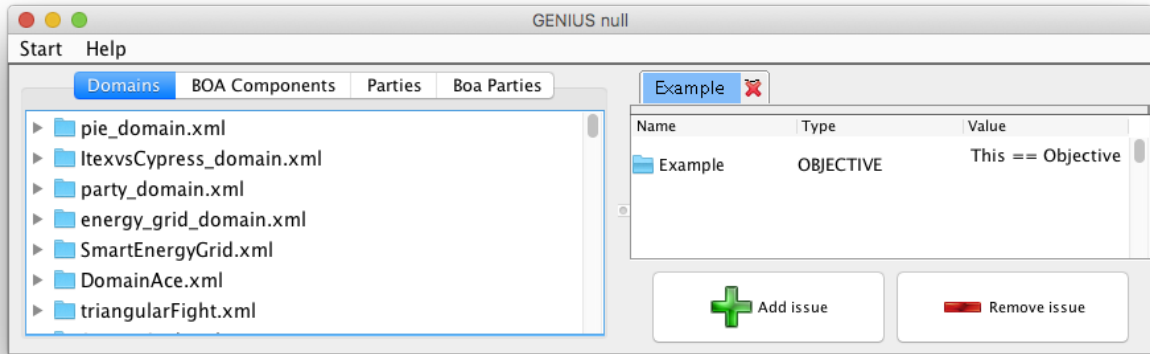 GENIUS null
Start Help
Domains BOA Components Parties Boa Parties
pie_domain.xml
ItexvsCypress_domain.xml
party_domain.xml
energy_grid_domain.xml
SmartEnergyGrid.xml
DomainAce.xml
triangularFight.xml
Example
Name Type Value
Example OBJECTIVE This == Objective
Add issue Remove issue